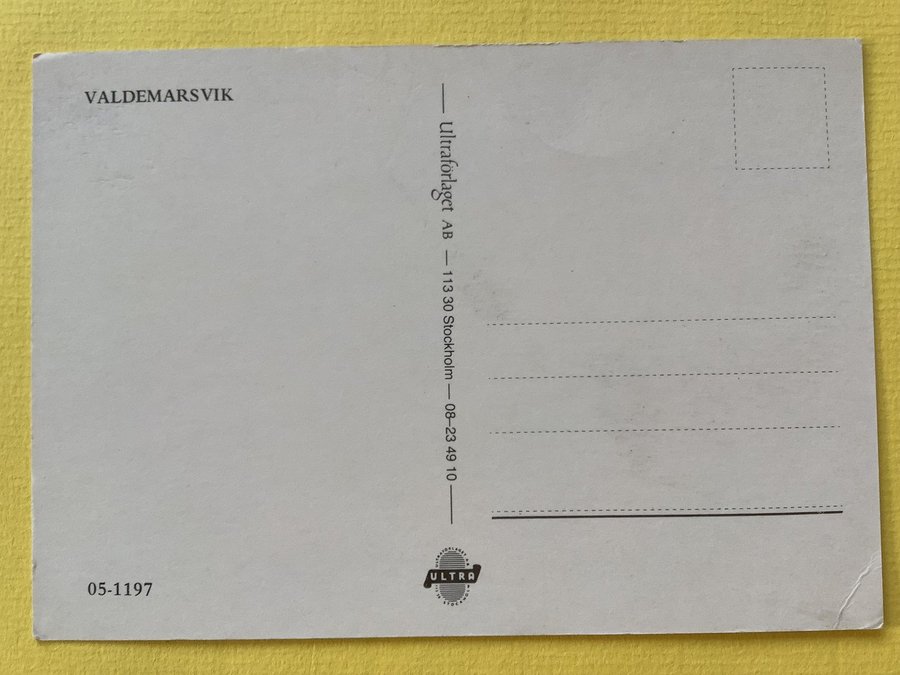 VALDEMARSVIK
Ultraförlaget AB — 113 30 Stockholm — 08-23 49 10
ULTRA
05-1197